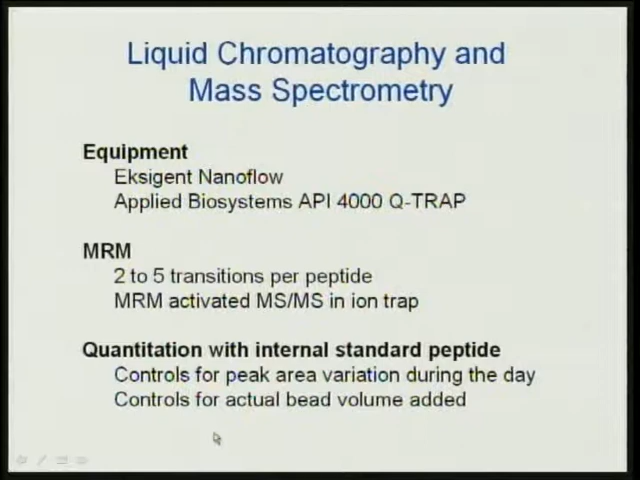 Liquid Chromatography and
Mass Spectrometry
Equipment
Eksigent Nanoflow
Applied Biosystems API 4000 Q-TRAP
MRM
2 to 5 transitions per peptide
MRM activated MS/MS in ion trap
Quantitation with internal standard peptide
Controls for peak area variation during the day
Controls for actual bead volume added